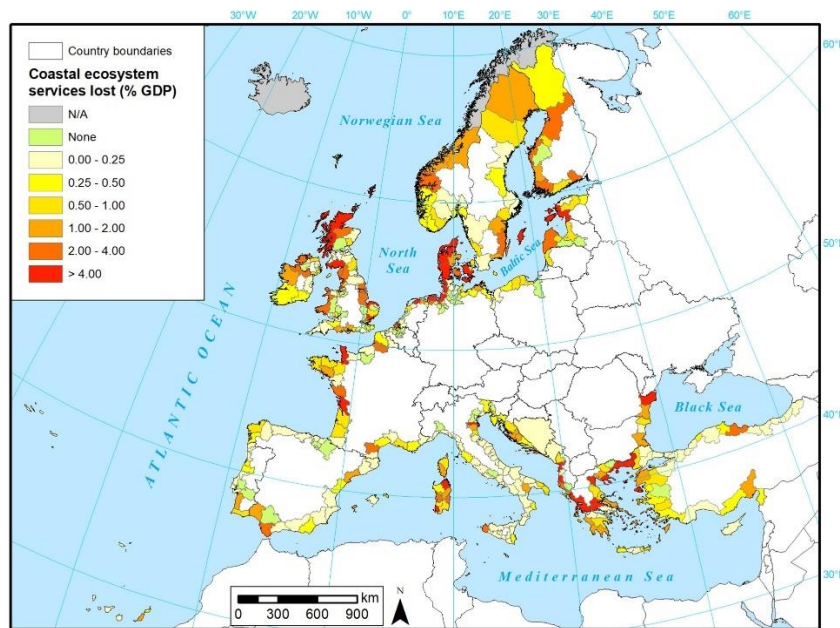 30°W
20°W
10°W
0°E
10°E
20°E
30°E
40°E
50°E
60°E
60°N
50°N
40°N
30°N
Country boundaries
Coastal ecosystem
services lost (% GDP)
N/A
None
0.00 - 0.25
0.25 - 0.50
0.50 - 1.00
1.00 - 2.00
2.00 - 4.00
> 4.00
Norwegian Sea
North
Sea
Baltic Sea
ATLANTIC OCEAN
Black Sea
Mediterranean Sea
km
0 150 300 600 900
N